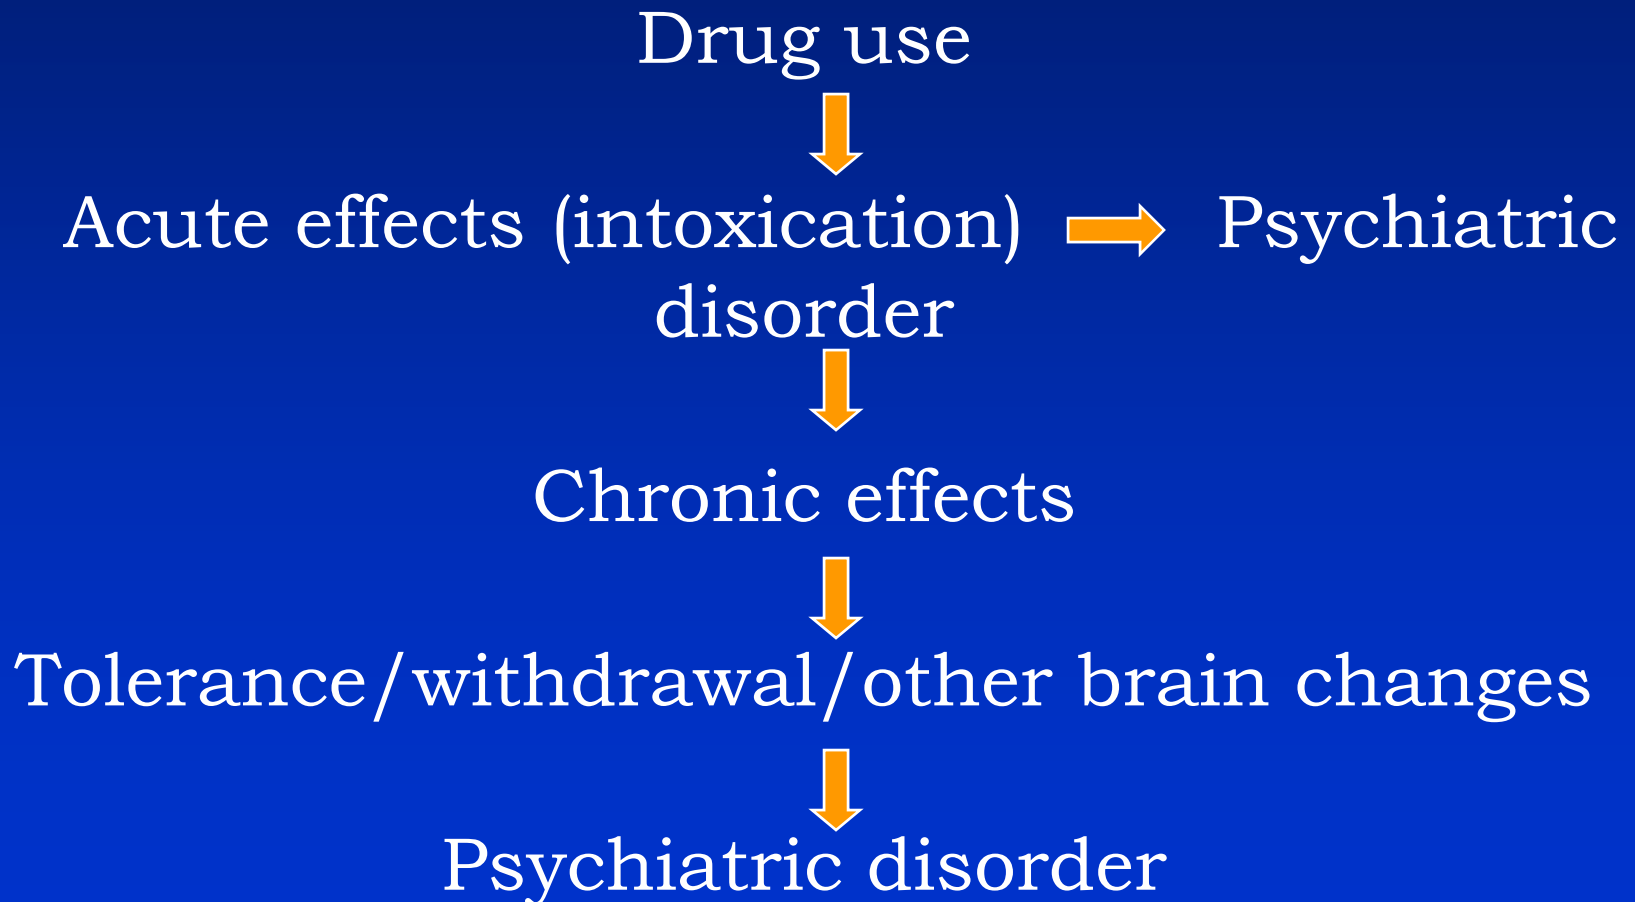 Drug use
Acute effects (intoxication) Psychiatric
disorder
Chronic effects
Tolerance/withdrawal/other brain changes
Psychiatric disorder